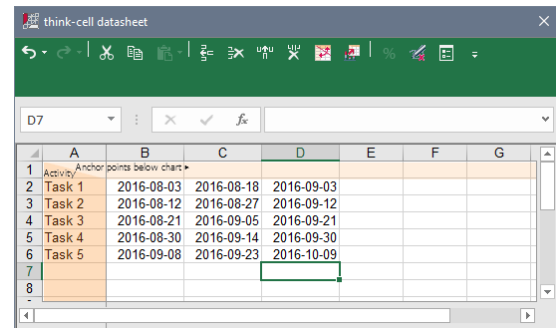 think-cell datasheet
%
D7
fx
A B C D E F G
1 Activity Anchor points below chart ▸
2 Task 1 2016-08-03 2016-08-18 2016-09-03
3 Task 2 2016-08-12 2016-08-27 2016-09-12
4 Task 3 2016-08-21 2016-09-05 2016-09-21
5 Task 4 2016-08-30 2016-09-14 2016-09-30
6 Task 5 2016-09-08 2016-09-23 2016-10-09
7
8